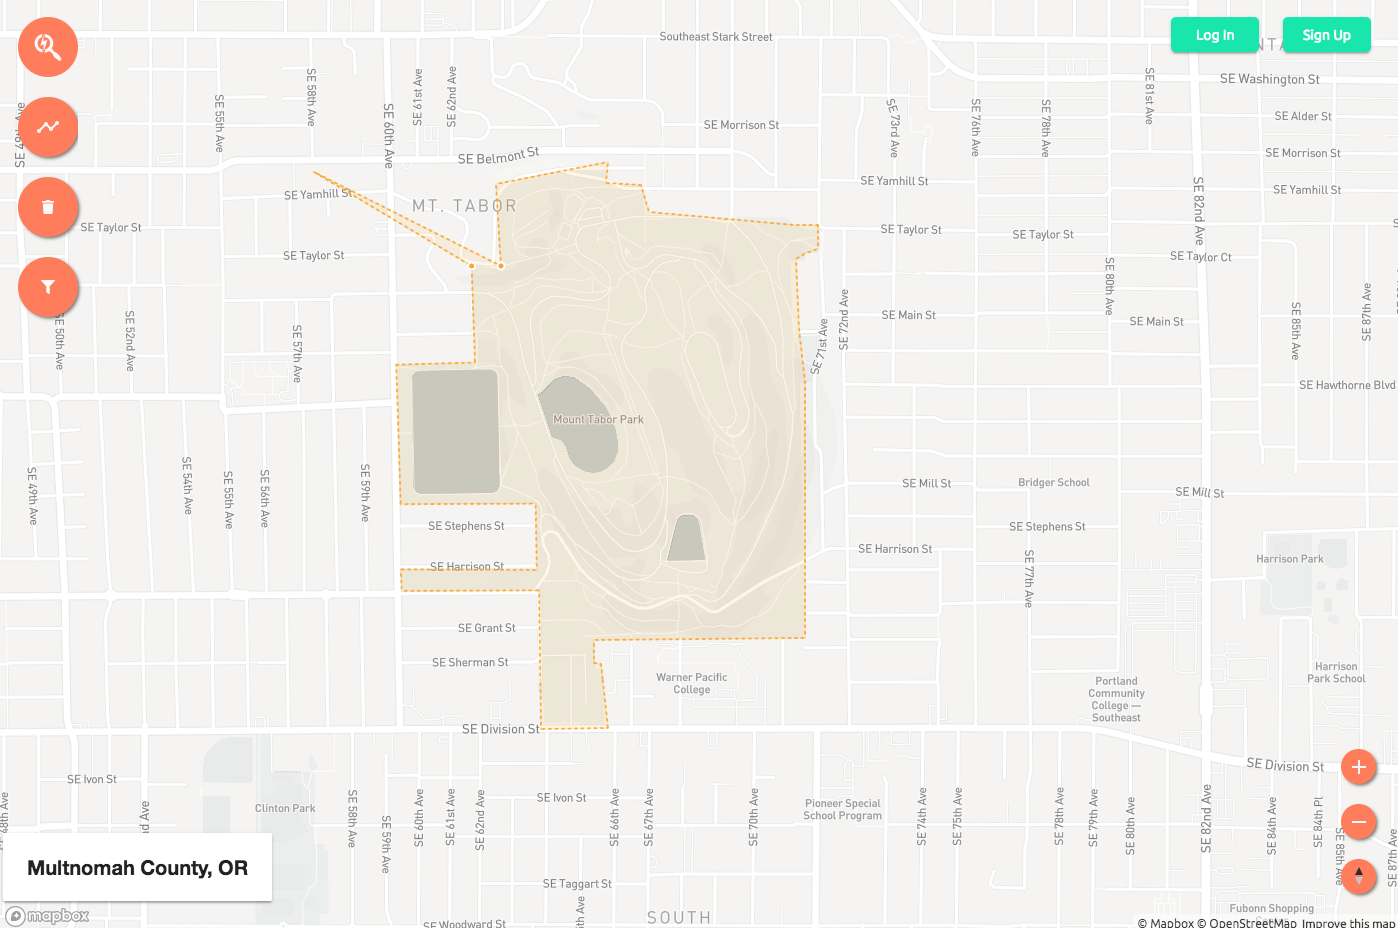 Log In
Sign Up
Southeast Stark Street
SE Washington St
SE 58th Ave
SE 61st Ave
SE 62nd Ave
SE 81st Ave
SE 55th Ave
SE 60th Ave
SE 73rd Ave
SE 76th Ave
SE 78th Ave
SE Alder St
SE Morrison St
SE Morrison St
SE Belmont St
SE Yamhill St
SE Yamhill St
SE Yamhill St
MT. TABOR
SE 82nd Ave
SE Taylor St
SE Taylor St
SE Taylor St
SE Taylor St
SE Taylor Ct
SE 80th Ave
SE 72nd Ave
SE 87th Ave
SE 50th Ave
SE 52nd Ave
SE 57th Ave
SE Main St
SE Main St
SE 71st Ave
SE 85th Ave
SE Hawthorne Blvd
Mount Tabor Park
SE 49th Ave
SE 54th Ave
SE 55th Ave
SE 56th Ave
SE 59th Ave
SE Mill St
Bridger School
SE Mill St
SE Stephens St
SE Stephens St
SE Harrison St
SE Harrison St
SE 77th Ave
Harrison Park
SE Grant St
SE Sherman St
Warner Pacific
College
Portland
Community
College —
Southeast
Harrison
Park School
SE Division St
SE Division St
SE Ivon St
SE Ivon St
Clinton Park
SE 58th Ave
SE 59th Ave
SE 60th Ave
SE 61st Ave
SE 62nd Ave
SE 66th Ave
SE 67th Ave
SE 70th Ave
Pioneer Special
School Program
SE 74th Ave
SE 75th Ave
SE 78th Ave
SE 79th Ave
SE 80th Ave
SE 82nd Ave
SE 84th Ave
SE 84th Pl
SE 85th Ave
SE 87th Ave
Multnomah County, OR
SE Taggart St
SE Woodward St
SOUTH
Fubonn Shopping
mapbox
© Mapbox © OpenStreetMap Improve this map